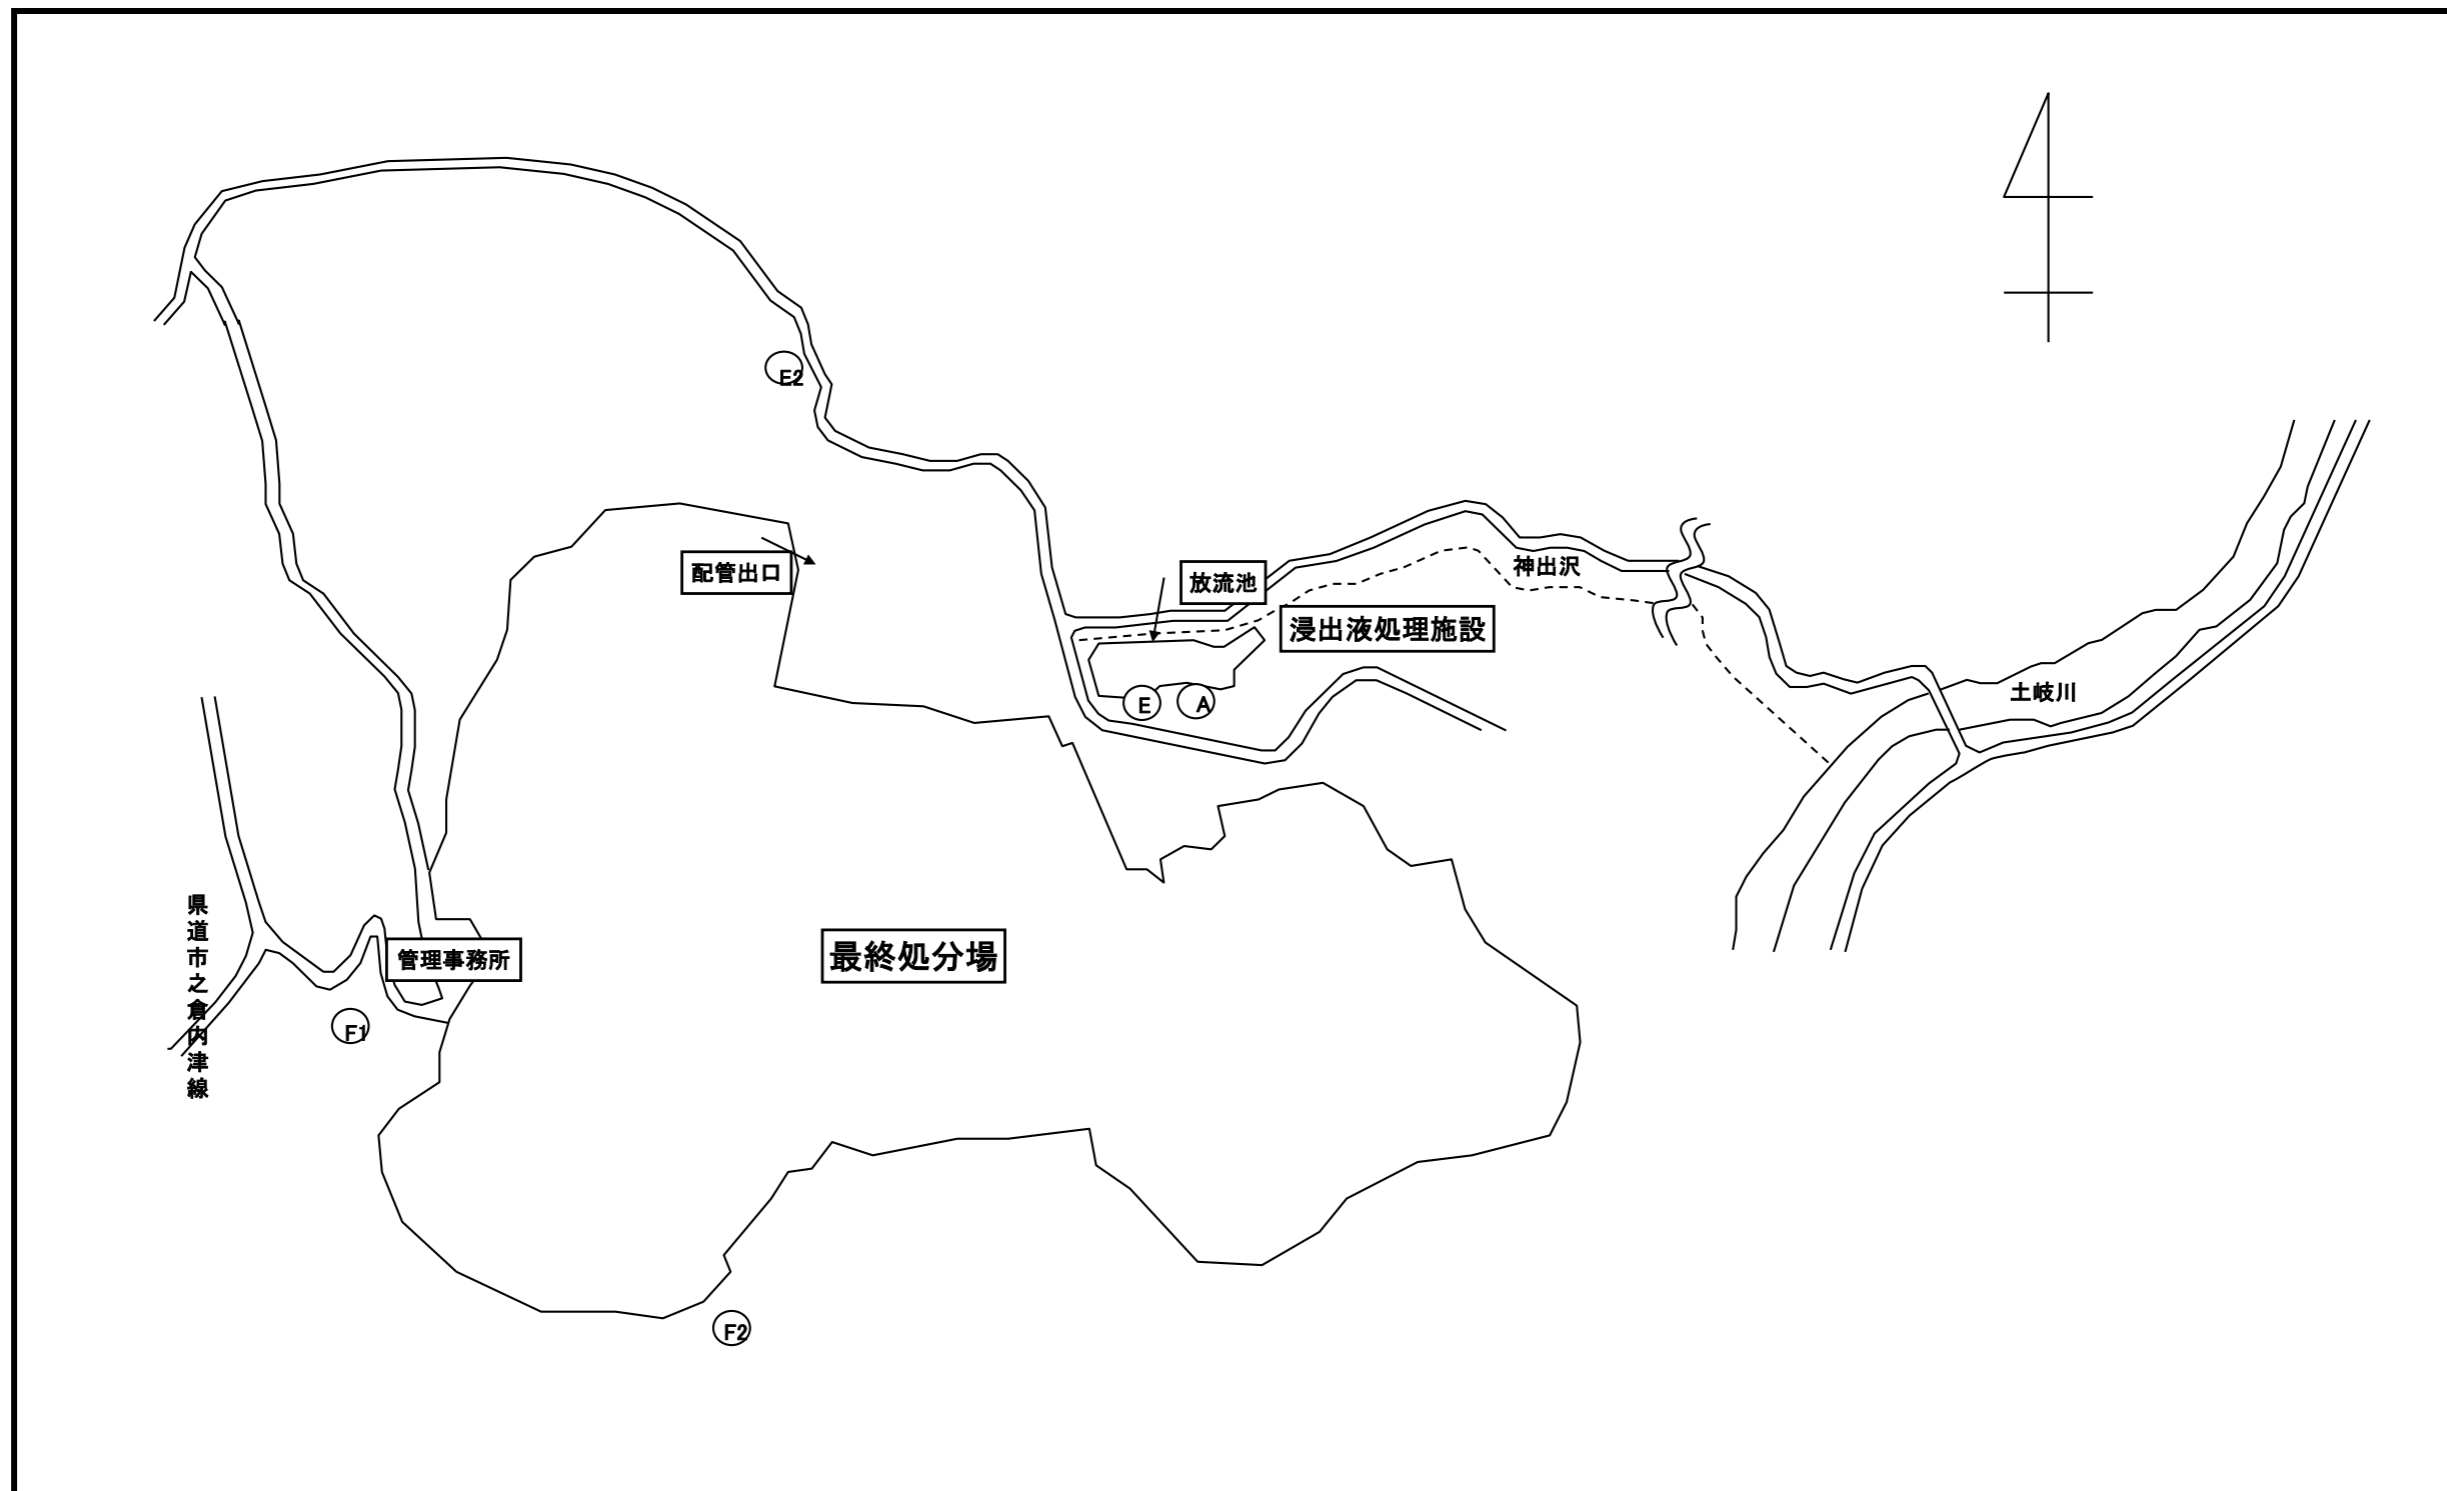 E2
配管出口
放流池
神出沢
浸出液処理施設
土岐川
E
A
県道市之倉内津線
管理事務所
最終処分場
F1
F2